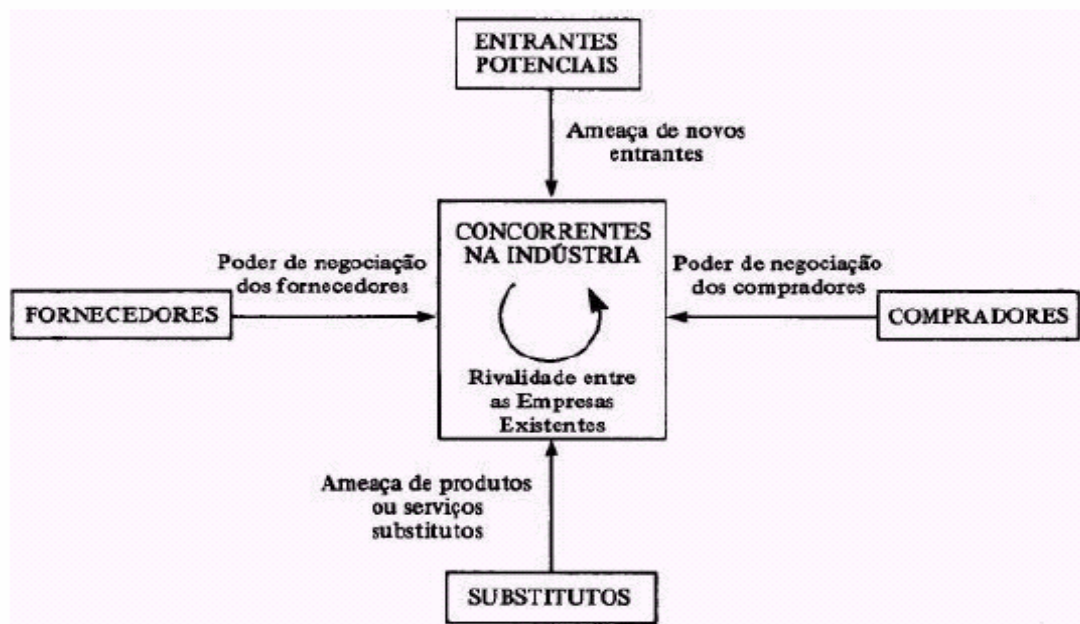 ENTRANTES
POTENCIAIS
Ameaça de novos
entrantes
CONCORRENTES
NA INDÚSTRIA
Poder de negociação
dos fornecedores
Poder de negociação
dos compradores
FORNECEDORES
COMPRADORES
Rivalidade entre
as Empresas
Existentes
Ameaça de produtos
ou serviços
substitutos
SUBSTITUTOS